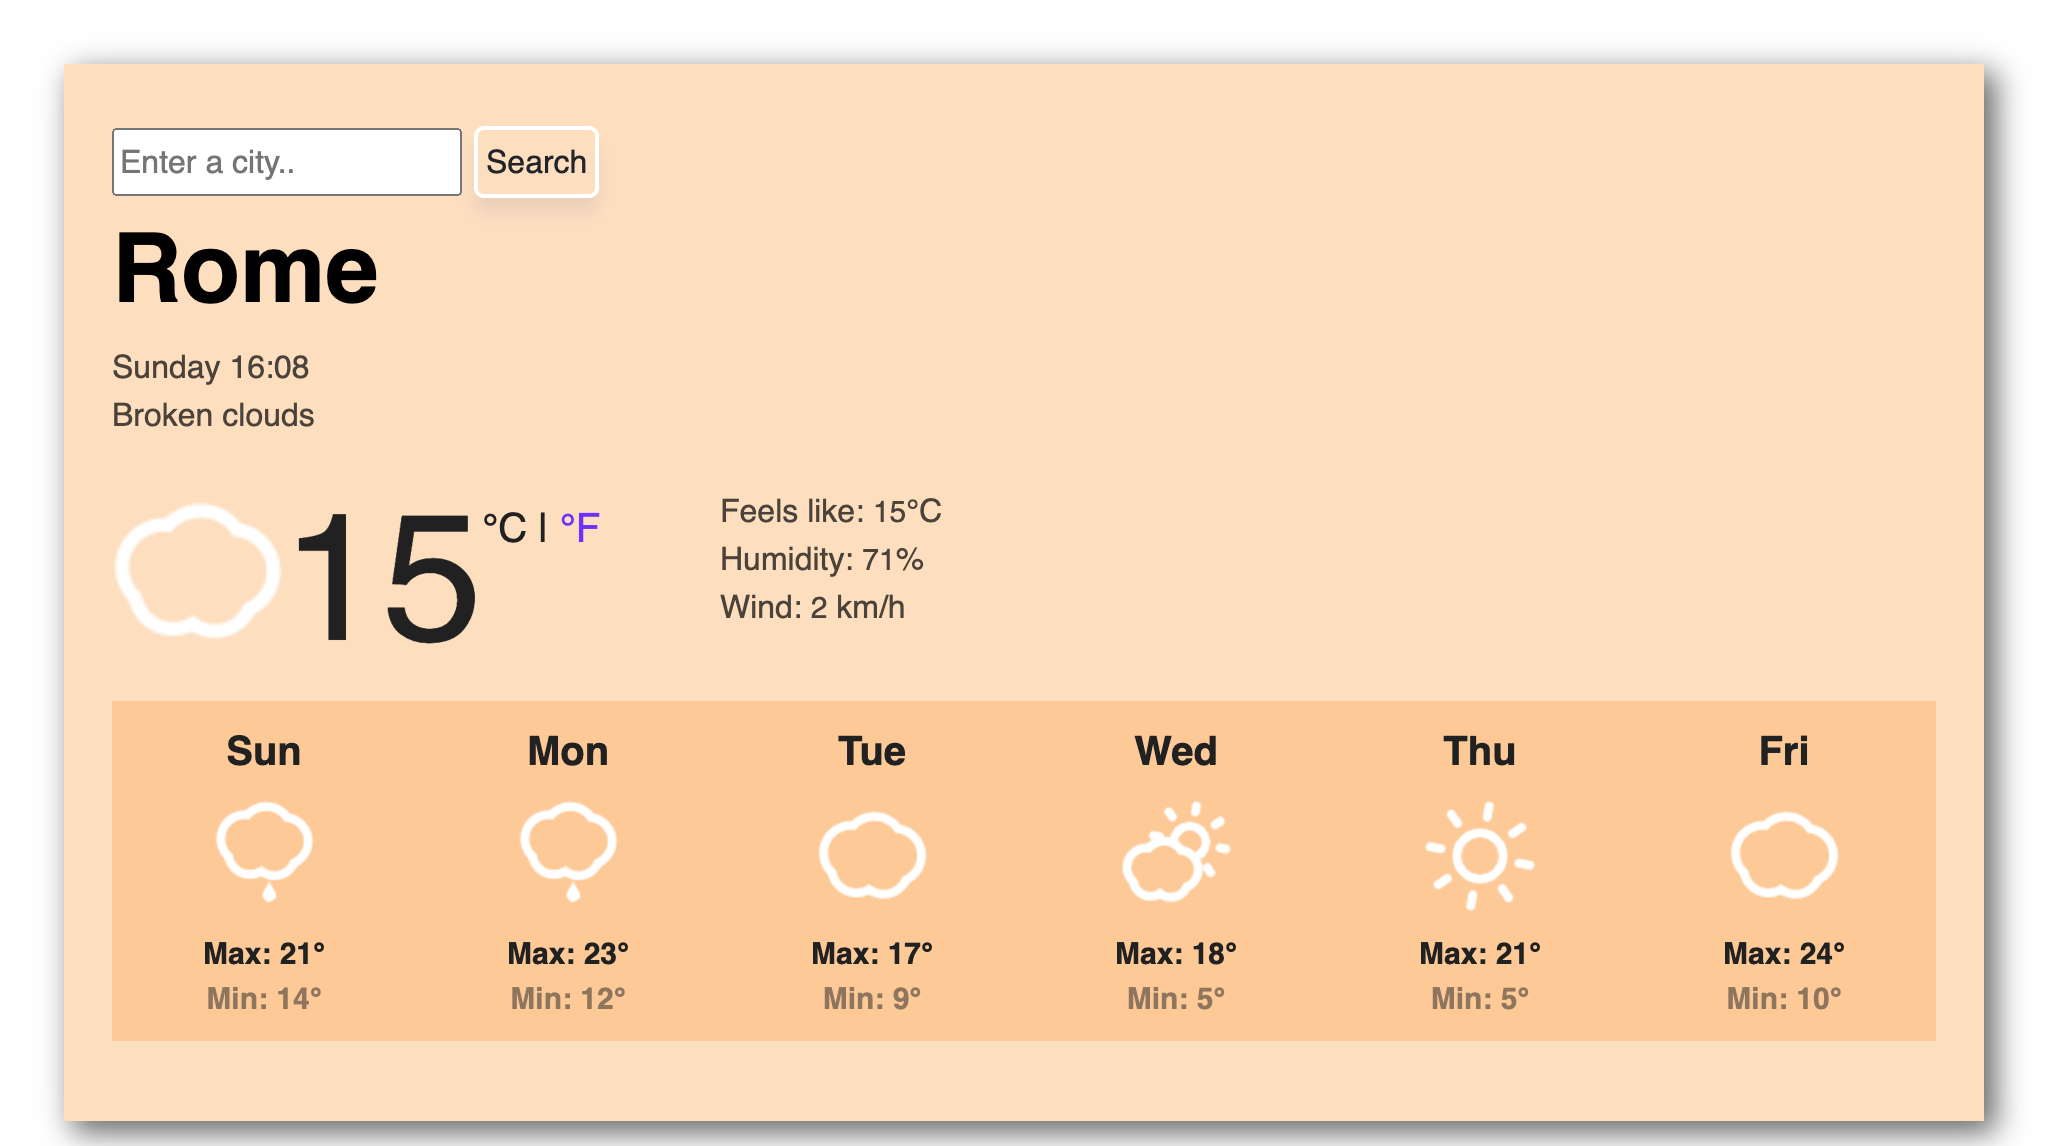 Enter a city..
Search
Rome
Sunday 16:08
Broken clouds
15 °C | °F
Feels like: 15°C
Humidity: 71%
Wind: 2 km/h
Sun Mon Tue Wed Thu Fri
Max: 21° Max: 23° Max: 17° Max: 18° Max: 21° Max: 24°
Min: 14° Min: 12° Min: 9° Min: 5° Min: 5° Min: 10°